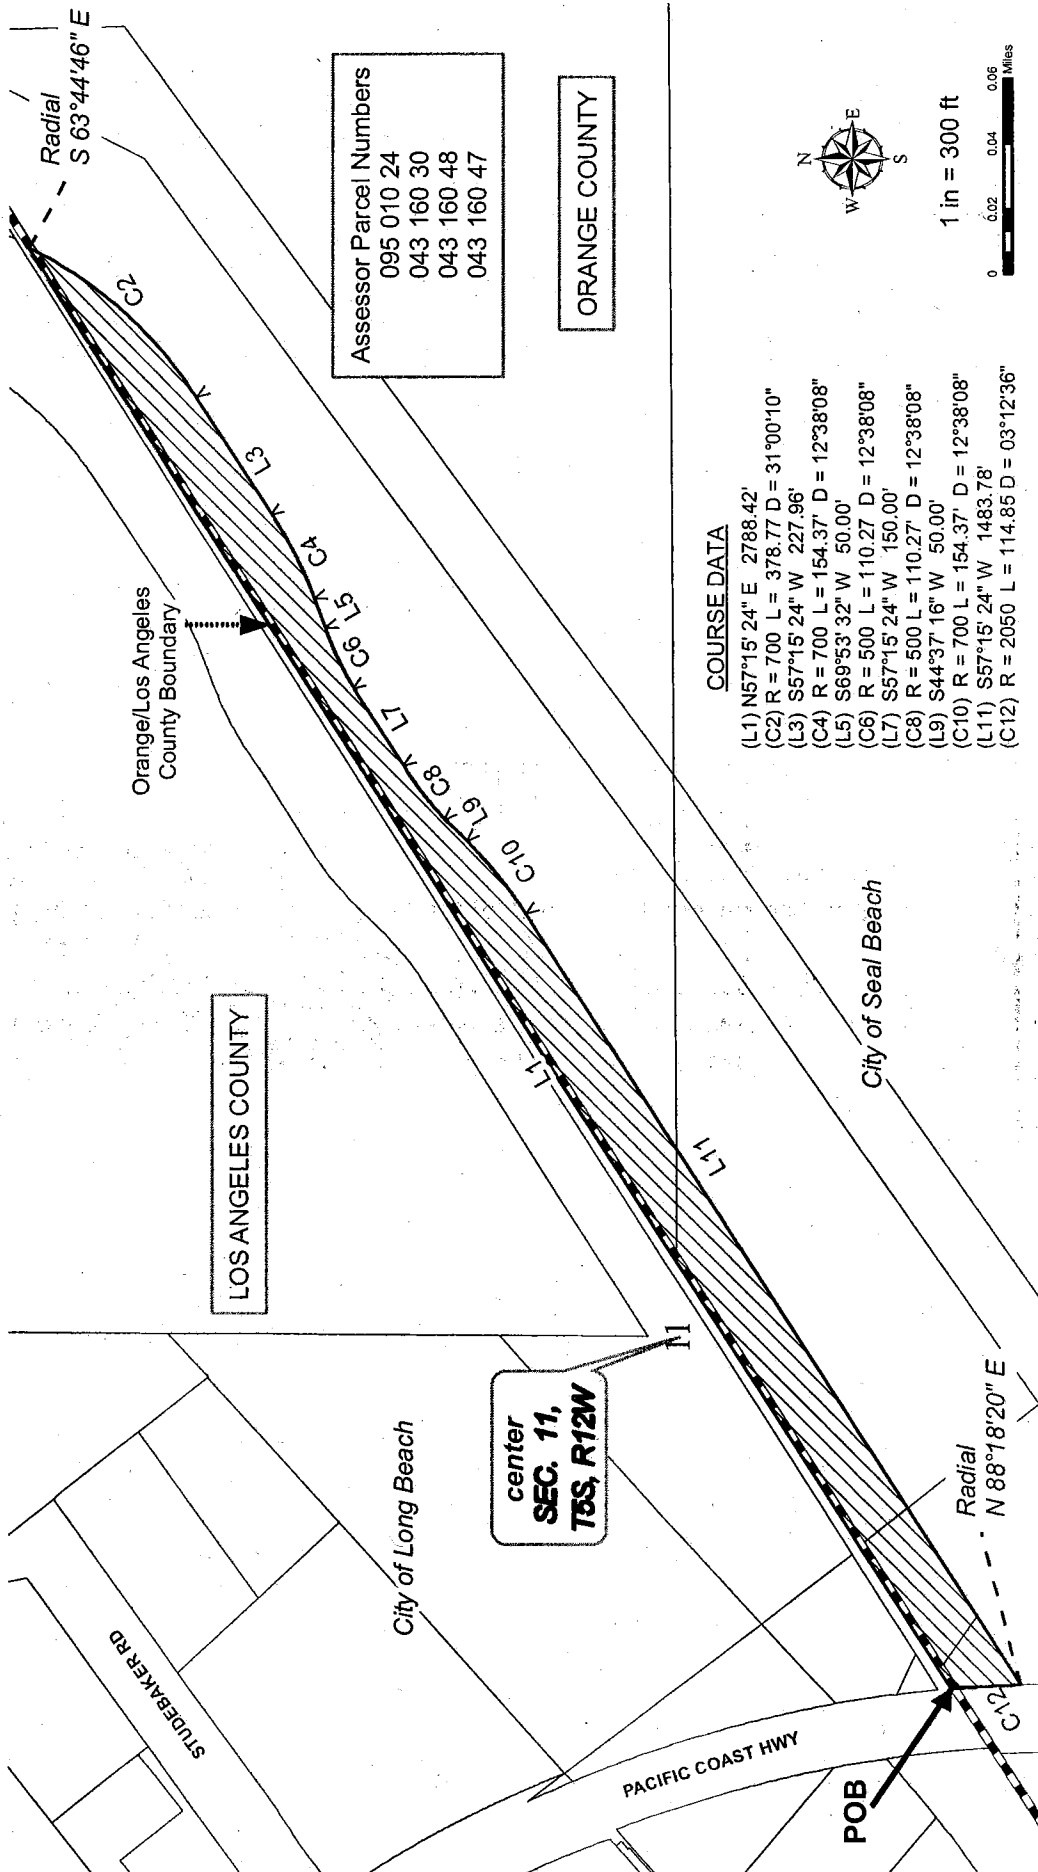 Radial
S 63°44'46" E
C2
Assessor Parcel Numbers
095 010 24
043 160 30
043 160 48
043 160 47
ORANGE COUNTY
N
W
E
S
1 in = 300 ft
0 0.02 0.04 0.06
Miles
L3
C4
L5
C6
L7
C8
L9
C10
Orange/Los Angeles
County Boundary
LOS ANGELES COUNTY
L1
L11
COURSE DATA
(L1) N57°15' 24" E 2788.42'
(C2) R = 700 L = 378.77 D = 31°00'10"
(L3) S57°15' 24" W 227.96'
(C4) R = 700 L = 154.37' D = 12°38'08"
(L5) S69°53' 32" W 50.00'
(C6) R = 500 L = 110.27 D = 12°38'08"
(L7) S57°15' 24" W 150.00'
(C8) R = 500 L = 110.27' D = 12°38'08"
(L9) S44°37' 16" W 50.00'
(C10) R = 700 L = 154.37' D = 12°38'08"
(L11) S57°15' 24" W 1483.78'
(C12) R = 2050 L = 114.85 D = 03°12'36"
City of Seal Beach
11
center
SEC. 11,
T5S, R12W
City of Long Beach
STUDEBAKER RD
PACIFIC COAST HWY
POB
C12
Radial
N 88°18'20" E